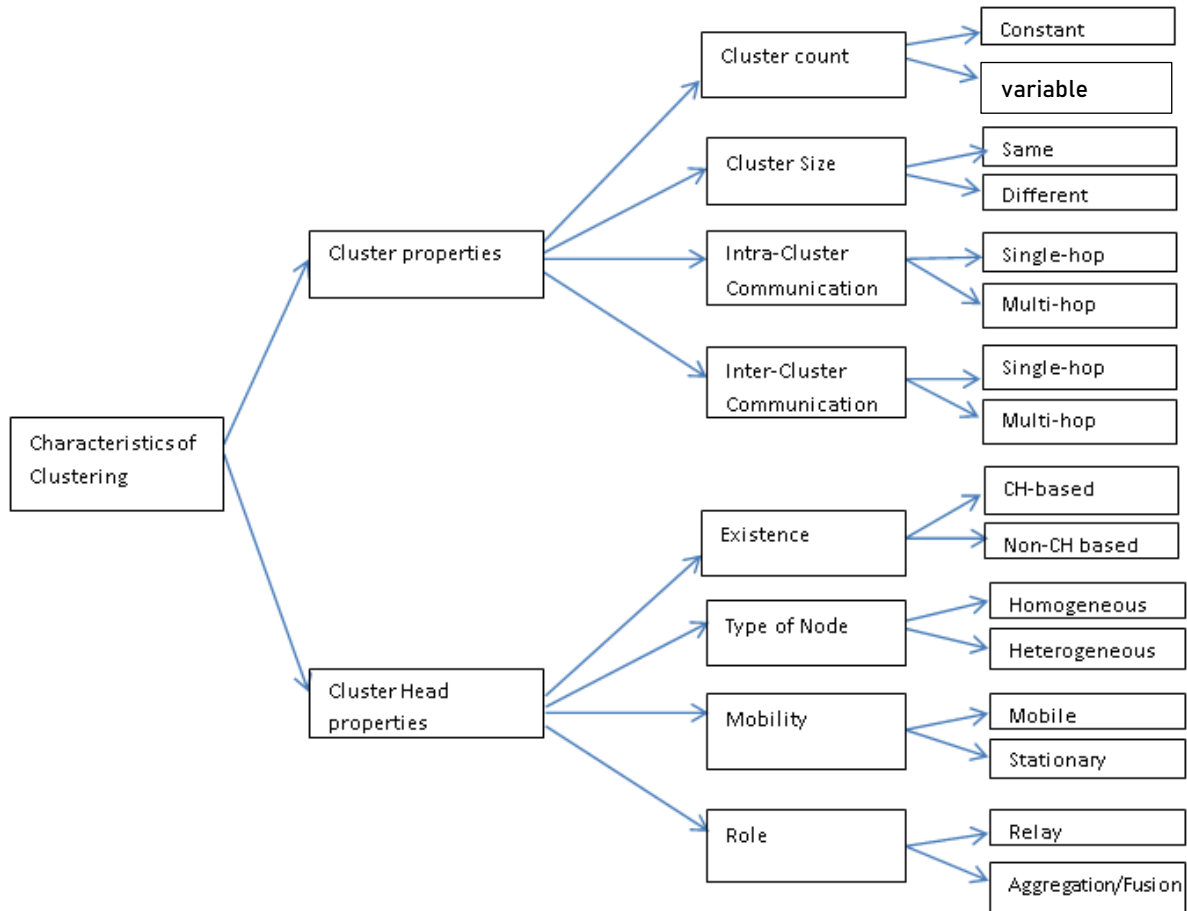 Cluster count
Constant
variable
Cluster Size
Same
Different
Cluster properties
Intra-Cluster
Communication
Single-hop
Multi-hop
Inter-Cluster
Communication
Single-hop
Multi-hop
Characteristics of
Clustering
Existence
CH-based
Non-CH based
Type of Node
Homogeneous
Heterogeneous
Cluster Head
properties
Mobility
Mobile
Stationary
Role
Relay
Aggregation/Fusion